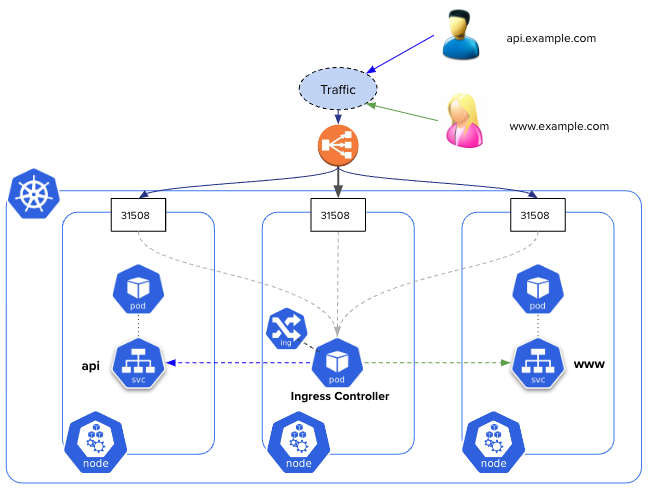 api.example.com
Traffic
www.example.com
31508
31508
31508
pod
pod
ing
api
svc
pod
svc
www
Ingress Controller
node
node
node